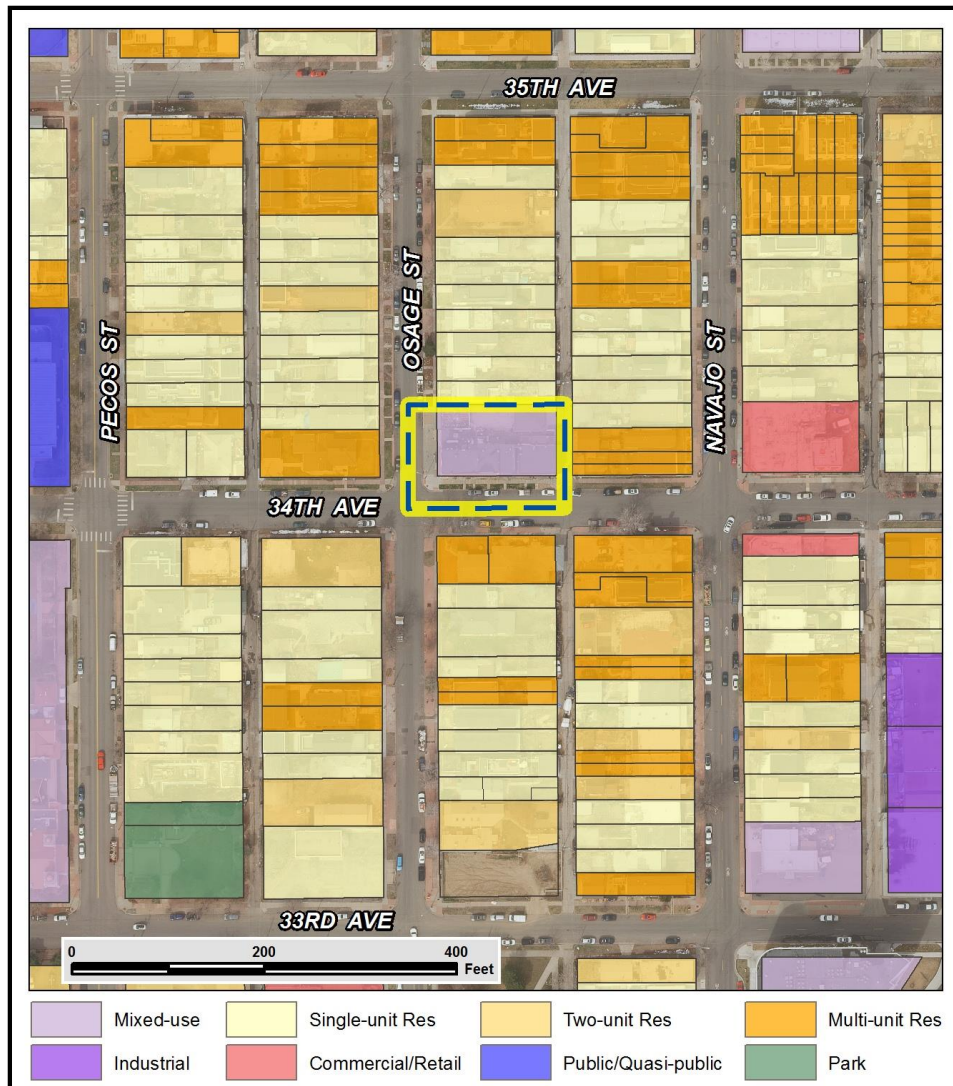 35TH AVE
PECOS ST
OSAGE ST
NAVAJO ST
34TH AVE
33RD AVE
0 200 400
Feet
Mixed-use Single-unit Res Two-unit Res Multi-unit Res
Industrial Commercial/Retail Public/Quasi-public Park